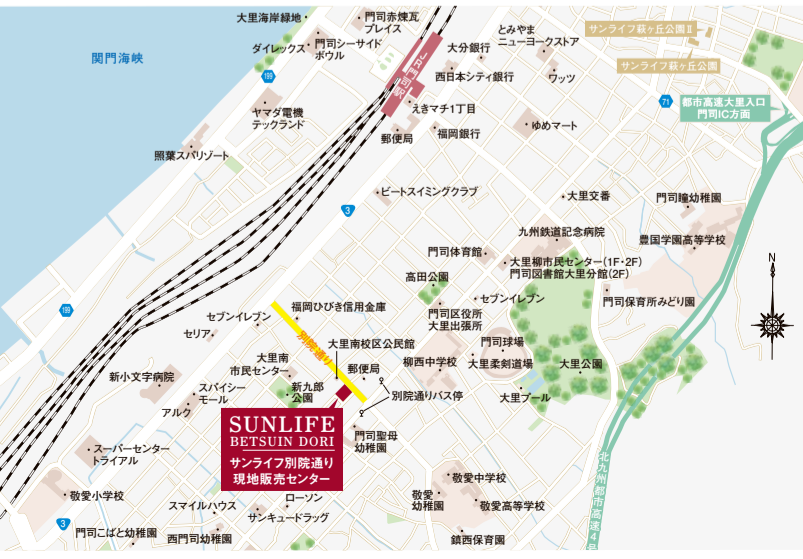 大里海岸緑地
門司赤煉瓦
プレイス
ダイレックス
門司シーサイド
ボウル
関門海峡
199
ヤマダ電機
テックランド
照葉スパリゾート
JR門司駅
大分銀行
西日本シティ銀行
えきマチ1丁目
郵便局
福岡銀行
とみやま
ニューヨークストア
ワッツ
ゆめマート
サンライフ萩ヶ丘公園Ⅱ
サンライフ萩ヶ丘公園
71
都市高速大里入口
門司IC方面
ビートスイミングクラブ
3
大里交番
門司瞳幼稚園
九州鉄道記念病院
豊国学園高等学校
門司体育館
大里柳市民センター(1F・2F)
門司図書館大里分館(2F)
高田公園
セブンイレブン
門司保育所みどり園
門司区役所
大里出張所
N
199
セブンイレブン
福岡ひびき信用金庫
セリア
別院通り
大里南校区公民館
門司球場
柳西中学校
大里柔剣道場
大里公園
大里南
市民センター
郵便局
新小文字病院
スパイシー
モール
新九郎
公園
別院通りバス停
大里プール
アルク
SUNLIFE
BETSUIN DORI
サンライフ別院通り
現地販売センター
門司聖母
幼稚園
スーパーセンター
トライアル
敬愛中学校
敬愛小学校
スマイルハウス
ローソン
敬愛
幼稚園
敬愛高等学校
サンキュードラッグ
3
門司こばと幼稚園
西門司幼稚園
鎮西保育園
北九州都市高速4号